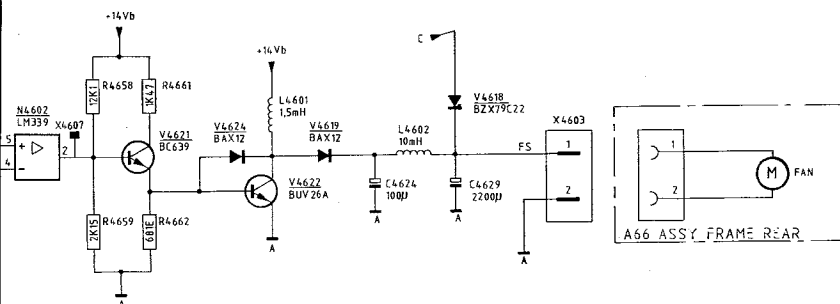 +14Vb
+14Vb
C
N4602
LM339
X4607
5
4
+
-
2
12K1
R4658
1K47
R4661
V4621
BC639
2K15
R4659
681E
R4662
V4624
BAX12
L4601
1,5mH
V4622
BUV26A
V4619
BAX12
C4624
100µ
L4602
10mH
V4618
BZX79C22
C4629
2200µ
FS
X4603
1
2
1
2
M
FAN
A66 ASSY FRAME REAR
A
A
A
A
A